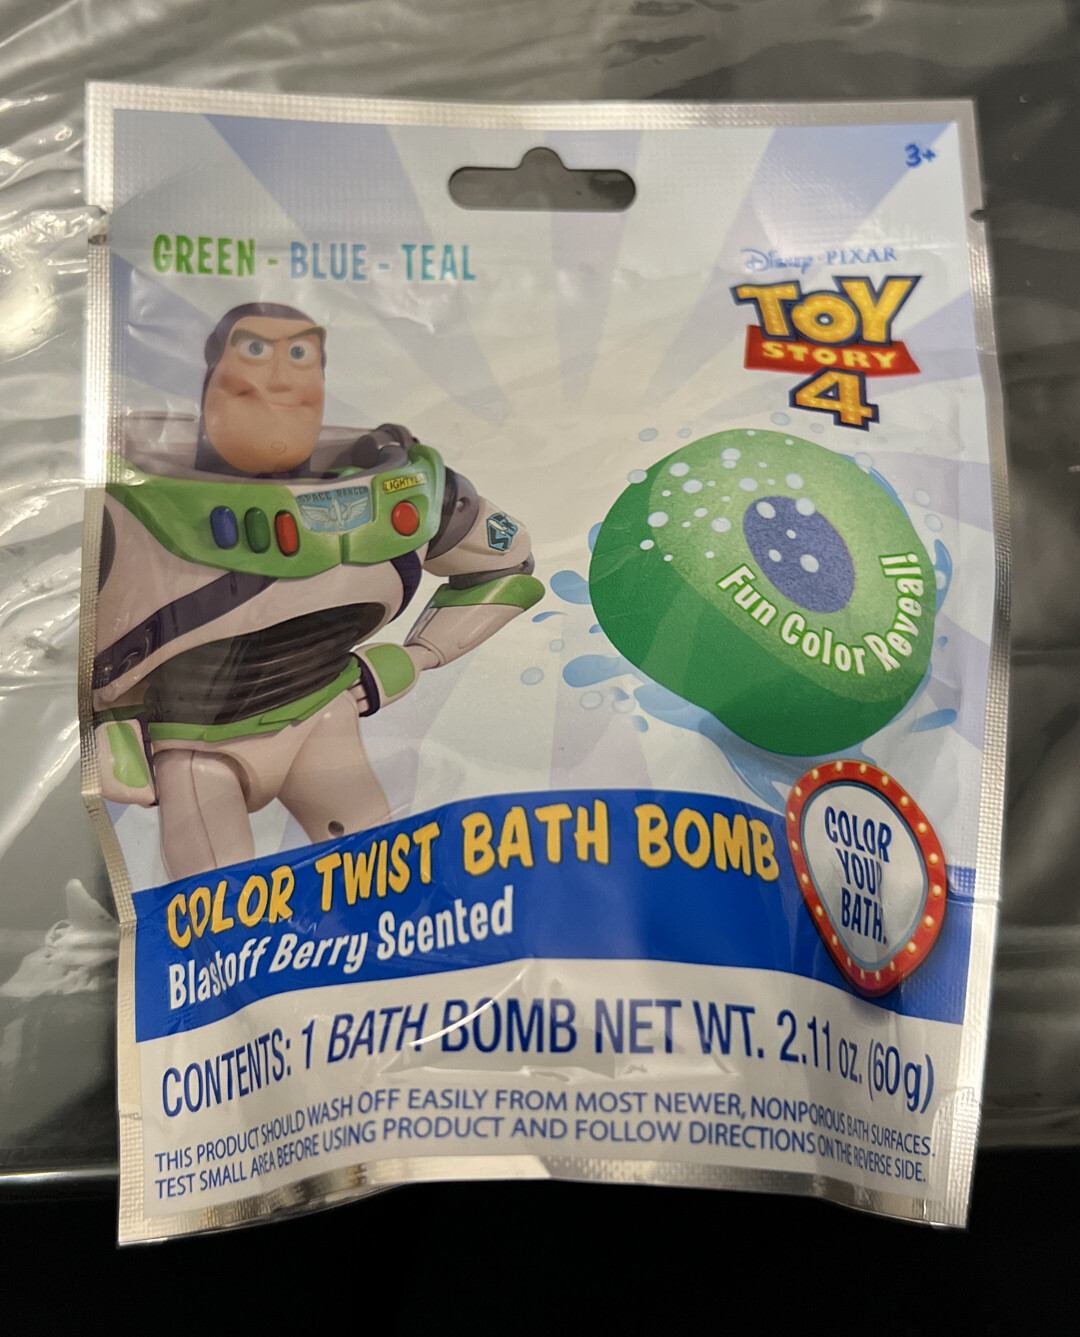 3+
GREEN - BLUE - TEAL
Disney · PIXAR
TOY
STORY
4
SPACE RANGER
LIGHTYE
SR
Fun Color Reveal!
COLOR TWIST BATH BOMB
Blastoff Berry Scented
COLOR
YOUR
BATH.
CONTENTS: 1 BATH BOMB NET WT. 2.11 oz. (60g)
THIS PRODUCT SHOULD WASH OFF EASILY FROM MOST NEWER, NONPOROUS BATH SURFACES.
TEST SMALL AREA BEFORE USING PRODUCT AND FOLLOW DIRECTIONS ON THE REVERSE SIDE.